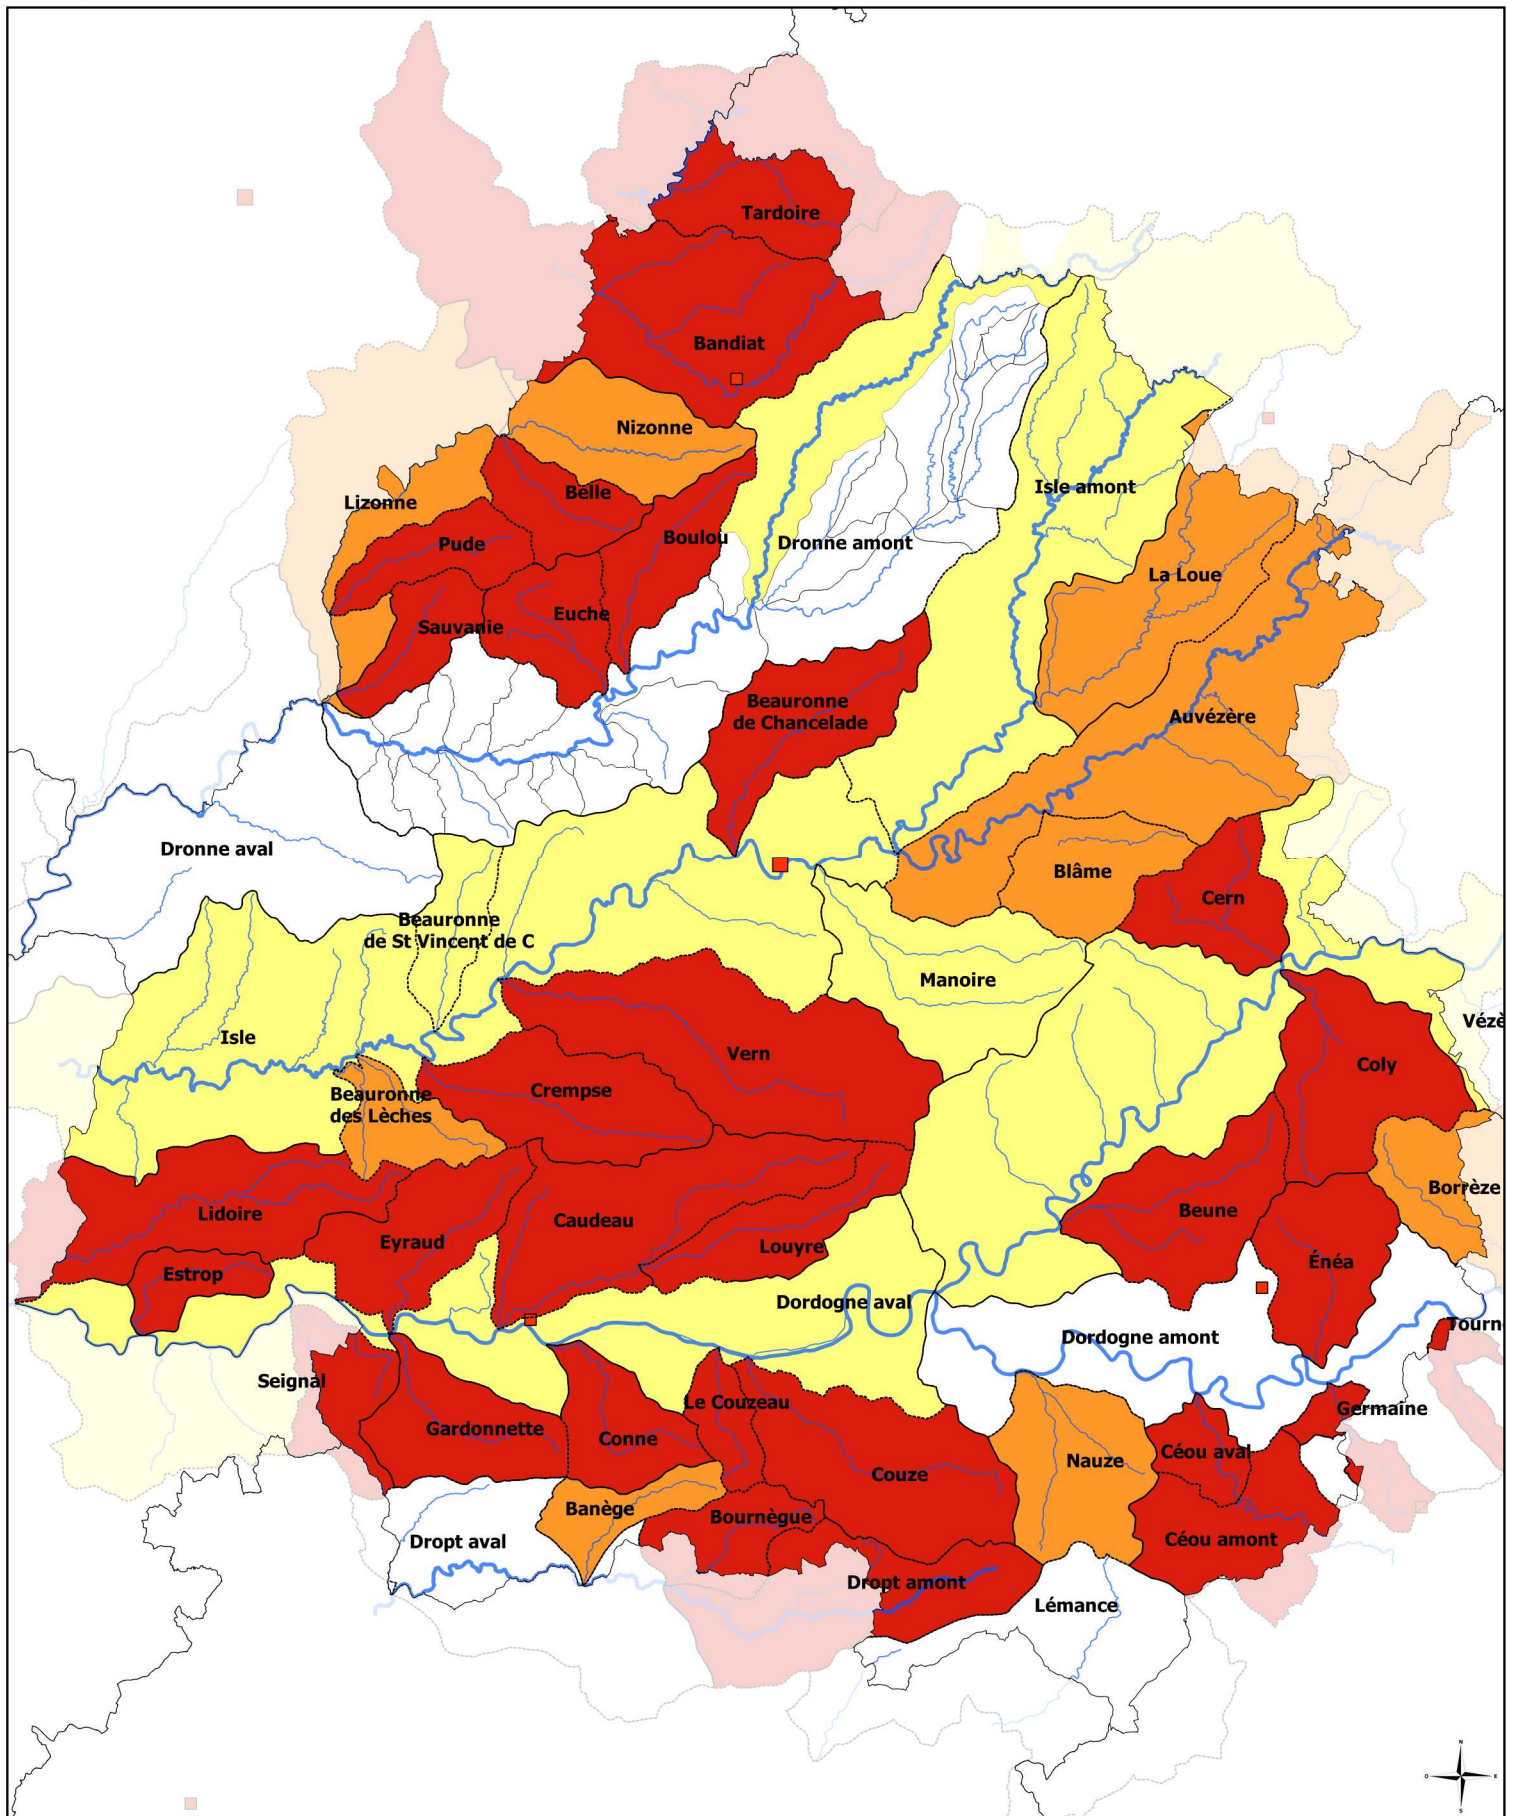 Tardoire
Bandiat
Nizonne
Belle
Lizonne
Isle amont
Boulou
Pude
Dronne amont
La Loue
Euche
Sauvanie
Beauronne
de Chancelade
Auvézère
Dronne aval
Blâme
Cern
Beauronne
de St Vincent de C
Manoire
Vézè
Isle
Vern
Coly
Crempse
Beauronne
des Lèches
Borrèze
Lidoire
Beune
Caudeau
Eyraud
Louyre
Énéa
Estrop
Dordogne aval
Tourn
Dordogne amont
Seignal
Le Couzeau
Germaine
Gardonnette
Conne
Céou aval
Nauze
Couze
Banège
Bournègue
Dropt aval
Céou amont
Dropt amont
Lémance
N
O
E
S